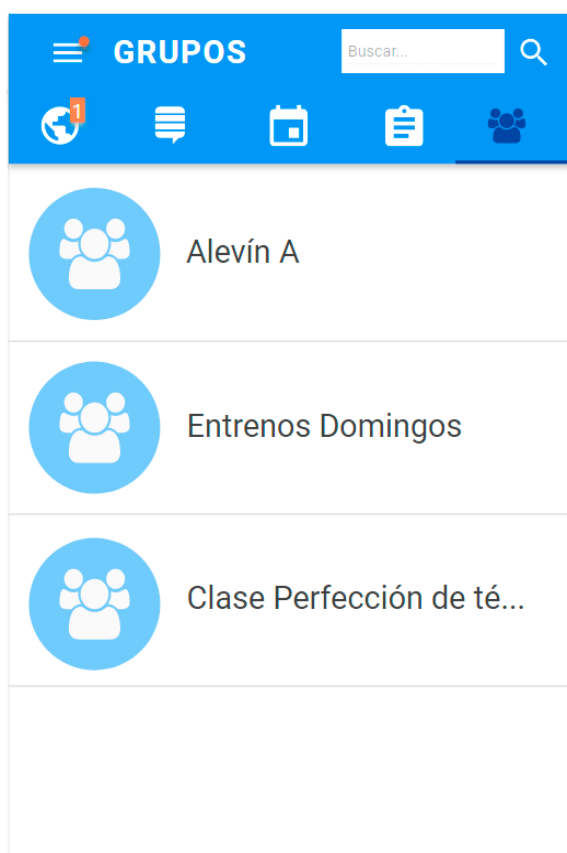 GRUPOS
Buscar...
1
Alevín A
Entrenos Domingos
Clase Perfección de té...